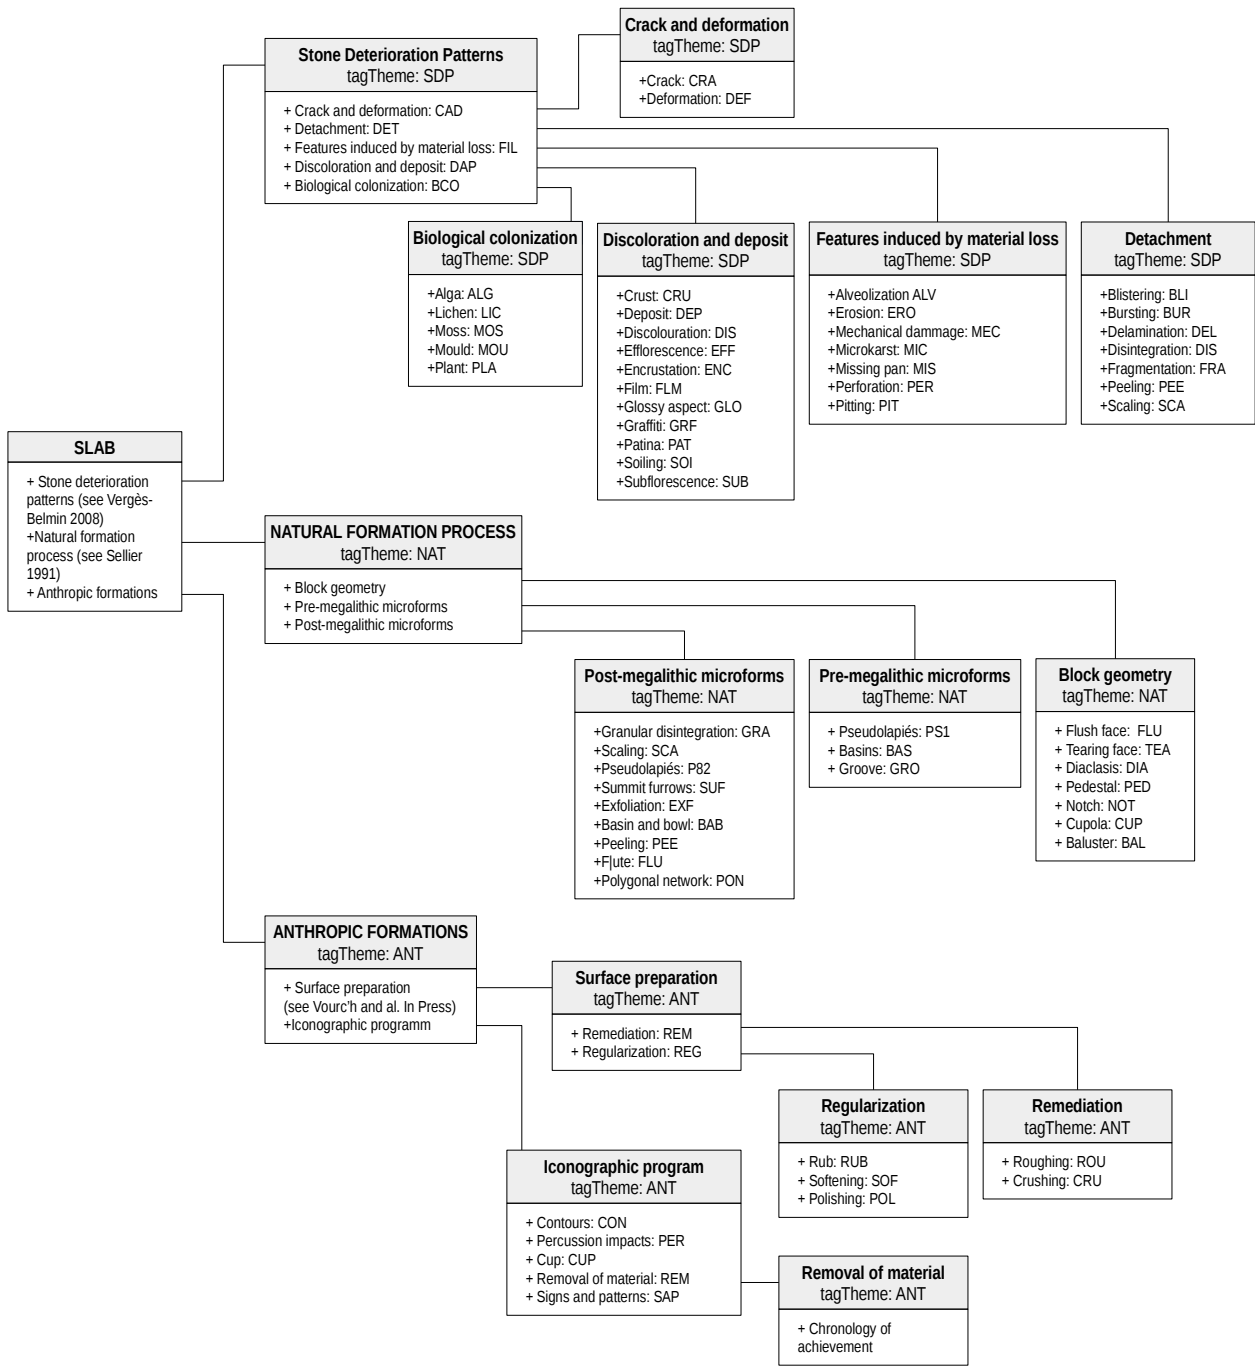 Crack and deformation
tagTheme: SDP
+Crack: CRA
+Deformation: DEF
Stone Deterioration Patterns
tagTheme: SDP
+ Crack and deformation: CAD
+ Detachment: DET
+ Features induced by material loss: FIL
+ Discoloration and deposit: DAP
+ Biological colonization: BCO
Biological colonization
tagTheme: SDP
+Alga: ALG
+Lichen: LIC
+Moss: MOS
+Mould: MOU
+Plant: PLA
Discoloration and deposit
tagTheme: SDP
+Crust: CRU
+Deposit: DEP
+Discolouration: DIS
+Efflorescence: EFF
+Encrustation: ENC
+Film: FLM
+Glossy aspect: GLO
+Graffiti: GRF
+Patina: PAT
+Soiling: SOI
+Subflorescence: SUB
Features induced by material loss
tagTheme: SDP
+Alveolization ALV
+Erosion: ERO
+Mechanical dammage: MEC
+Microkarst: MIC
+Missing pan: MIS
+Perforation: PER
+Pitting: PIT
Detachment
tagTheme: SDP
+Blistering: BLI
+Bursting: BUR
+Delamination: DEL
+Disintegration: DIS
+Fragmentation: FRA
+Peeling: PEE
+Scaling: SCA
SLAB
+ Stone deterioration
patterns (see Vergès-
Belmin 2008)
+Natural formation
process (see Sellier
1991)
+ Anthropic formations
NATURAL FORMATION PROCESS
tagTheme: NAT
+ Block geometry
+ Pre-megalithic microforms
+ Post-megalithic microforms
Post-megalithic microforms
tagTheme: NAT
+Granular disintegration: GRA
+Scaling: SCA
+Pseudolapiés: P82
+Summit furrows: SUF
+Exfoliation: EXF
+Basin and bowl: BAB
+Peeling: PEE
+F|ute: FLU
+Polygonal network: PON
Pre-megalithic microforms
tagTheme: NAT
+ Pseudolapiés: PS1
+ Basins: BAS
+ Groove: GRO
Block geometry
tagTheme: NAT
+ Flush face:  FLU
+ Tearing face: TEA
+ Diaclasis: DIA
+ Pedestal: PED
+ Notch: NOT
+ Cupola: CUP
+ Baluster: BAL
ANTHROPIC FORMATIONS
tagTheme: ANT
+ Surface preparation
(see Vourc'h and al. In Press)
+Iconographic programm
Surface preparation
tagTheme: ANT
+ Remediation: REM
+ Regularization: REG
Regularization
tagTheme: ANT
+ Rub: RUB
+ Softening: SOF
+ Polishing: POL
Remediation
tagTheme: ANT
+ Roughing: ROU
+ Crushing: CRU
Iconographic program
tagTheme: ANT
+ Contours: CON
+ Percussion impacts: PER
+ Cup: CUP
+ Removal of material: REM
+ Signs and patterns: SAP
Removal of material
tagTheme: ANT
+ Chronology of
achievement